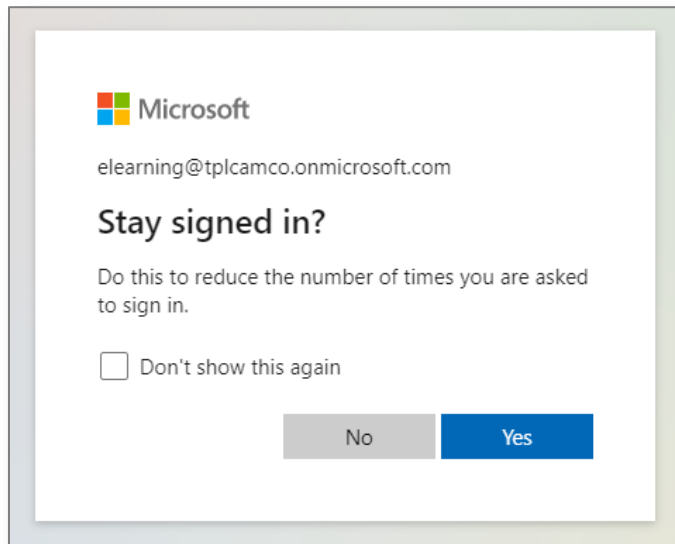 Microsoft
elearning@tplcamco.onmicrosoft.com
Stay signed in?
Do this to reduce the number of times you are asked
to sign in.
Don't show this again
No Yes